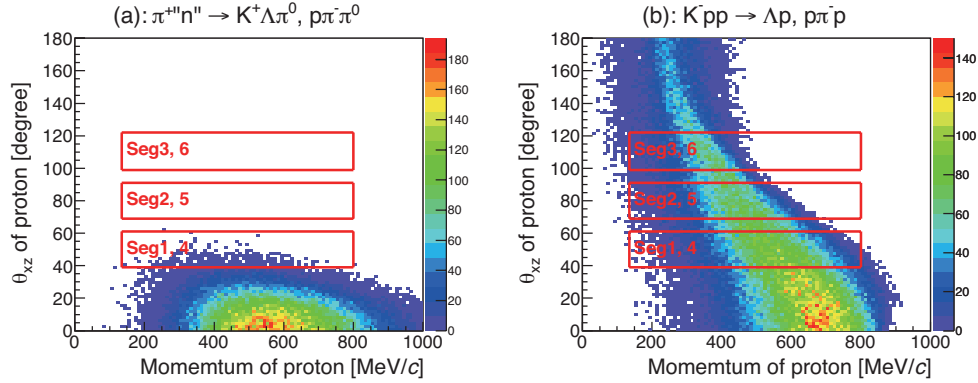 (a): π⁺"n" → K⁺Λπ⁰, pπ⁻π⁰
θxz of proton [degree]
180
160
140
120
100
80
60
40
20
0
Seg3, 6
Seg2, 5
Seg1, 4
0 200 400 600 800 1000
Momemtum of proton [MeV/c]
180
160
140
120
100
80
60
40
20
0
(b): K⁻pp → Λp, pπ⁻p
θxz of proton [degree]
180
160
140
120
100
80
60
40
20
0
Seg3, 6
Seg2, 5
Seg1, 4
0 200 400 600 800 1000
Momemtum of proton [MeV/c]
140
120
100
80
60
40
20
0